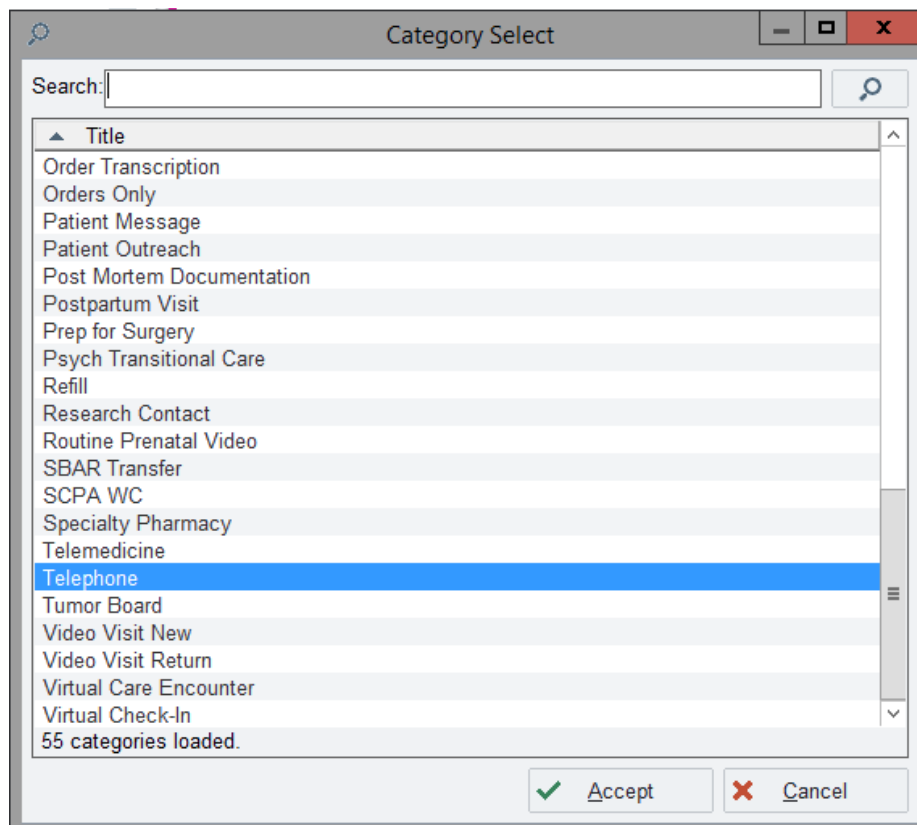 Category Select
Search:
Title
Order Transcription
Orders Only
Patient Message
Patient Outreach
Post Mortem Documentation
Postpartum Visit
Prep for Surgery
Psych Transitional Care
Refill
Research Contact
Routine Prenatal Video
SBAR Transfer
SCPA WC
Specialty Pharmacy
Telemedicine
Telephone
Tumor Board
Video Visit New
Video Visit Return
Virtual Care Encounter
Virtual Check-In
55 categories loaded.
Accept Cancel